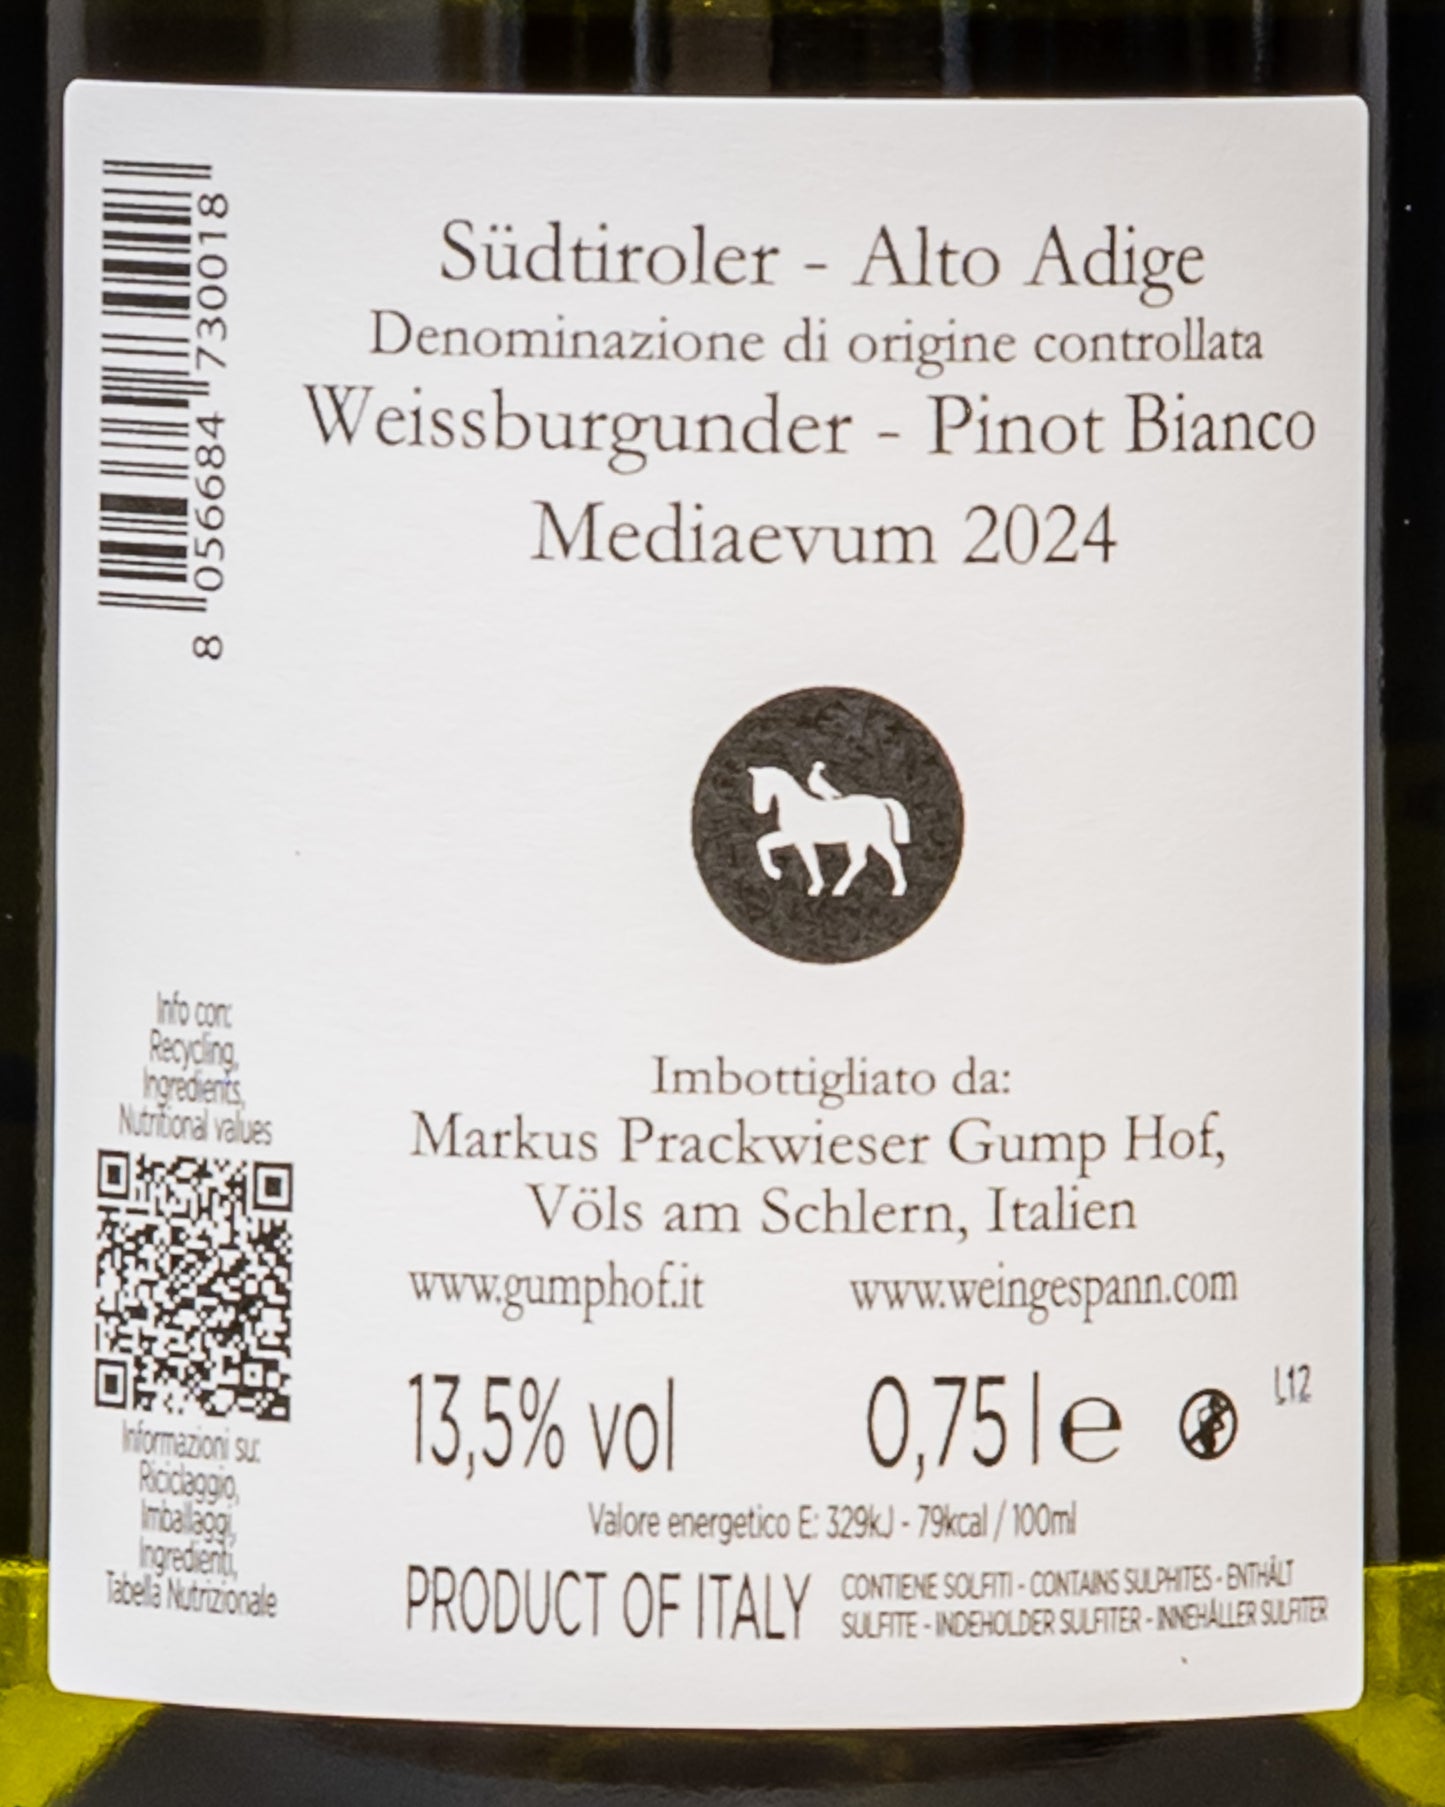 Südtiroler - Alto Adige
Denominazione di origine controllata
Weissburgunder - Pinot Bianco
Mediaevum 2024
8 056684 730018
Info con:
Recycling,
Ingredients,
Nutritional values
Informazioni su:
Riciclaggio,
Imballaggi,
Ingredienti,
Tabella Nutrizionale
Imbottigliato da:
Markus Prackwieser Gump Hof,
Völs am Schlern, Italien
www.gumphof.it www.weingespann.com
13,5% vol 0,75 l e L12
Valore energetico E: 329kJ - 79kcal / 100ml
PRODUCT OF ITALY
CONTIENE SOLFITI - CONTAINS SULPHITES - ENTHÄLT
SULFITE - INDEHOLDER SULFITER - INNEHÅLLER SULFITER